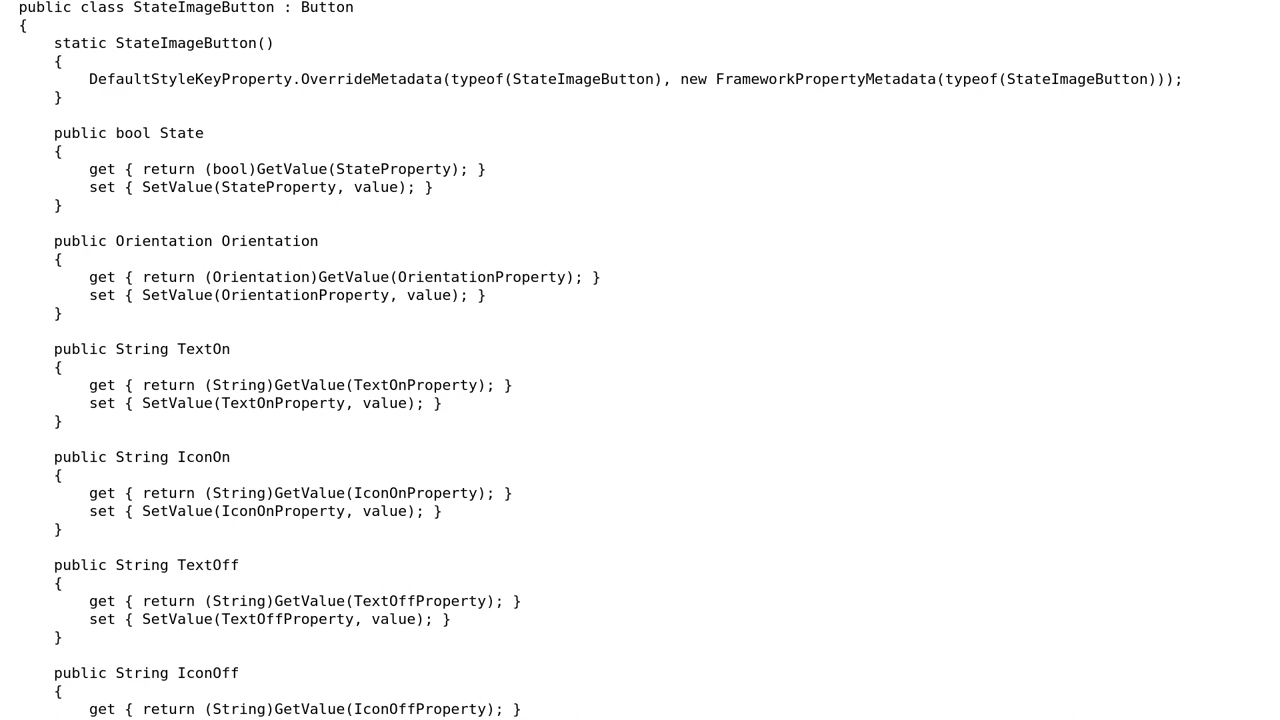 public class StateImageButton : Button
{
    static StateImageButton()
    {
        DefaultStyleKeyProperty.OverrideMetadata(typeof(StateImageButton), new FrameworkPropertyMetadata(typeof(StateImageButton)));
    }

    public bool State
    {
        get { return (bool)GetValue(StateProperty); }
        set { SetValue(StateProperty, value); }
    }

    public Orientation Orientation
    {
        get { return (Orientation)GetValue(OrientationProperty); }
        set { SetValue(OrientationProperty, value); }
    }

    public String TextOn
    {
        get { return (String)GetValue(TextOnProperty); }
        set { SetValue(TextOnProperty, value); }
    }

    public String IconOn
    {
        get { return (String)GetValue(IconOnProperty); }
        set { SetValue(IconOnProperty, value); }
    }

    public String TextOff
    {
        get { return (String)GetValue(TextOffProperty); }
        set { SetValue(TextOffProperty, value); }
    }

    public String IconOff
    {
        get { return (String)GetValue(IconOffProperty); }